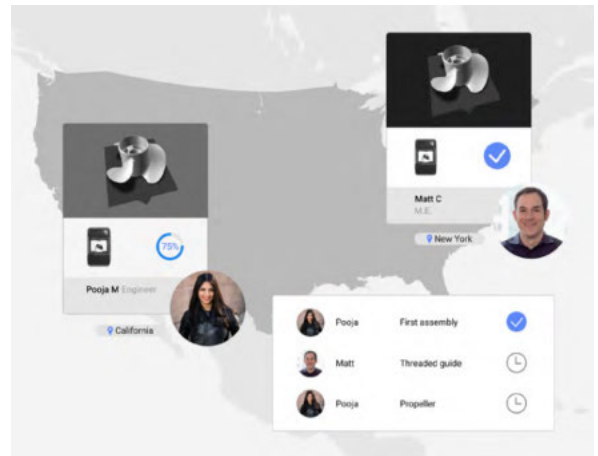 Matt C
M.E.
New York
75%
Pooja M Engineer
California
Pooja First assembly
Matt Threaded guide
Pooja Propeller